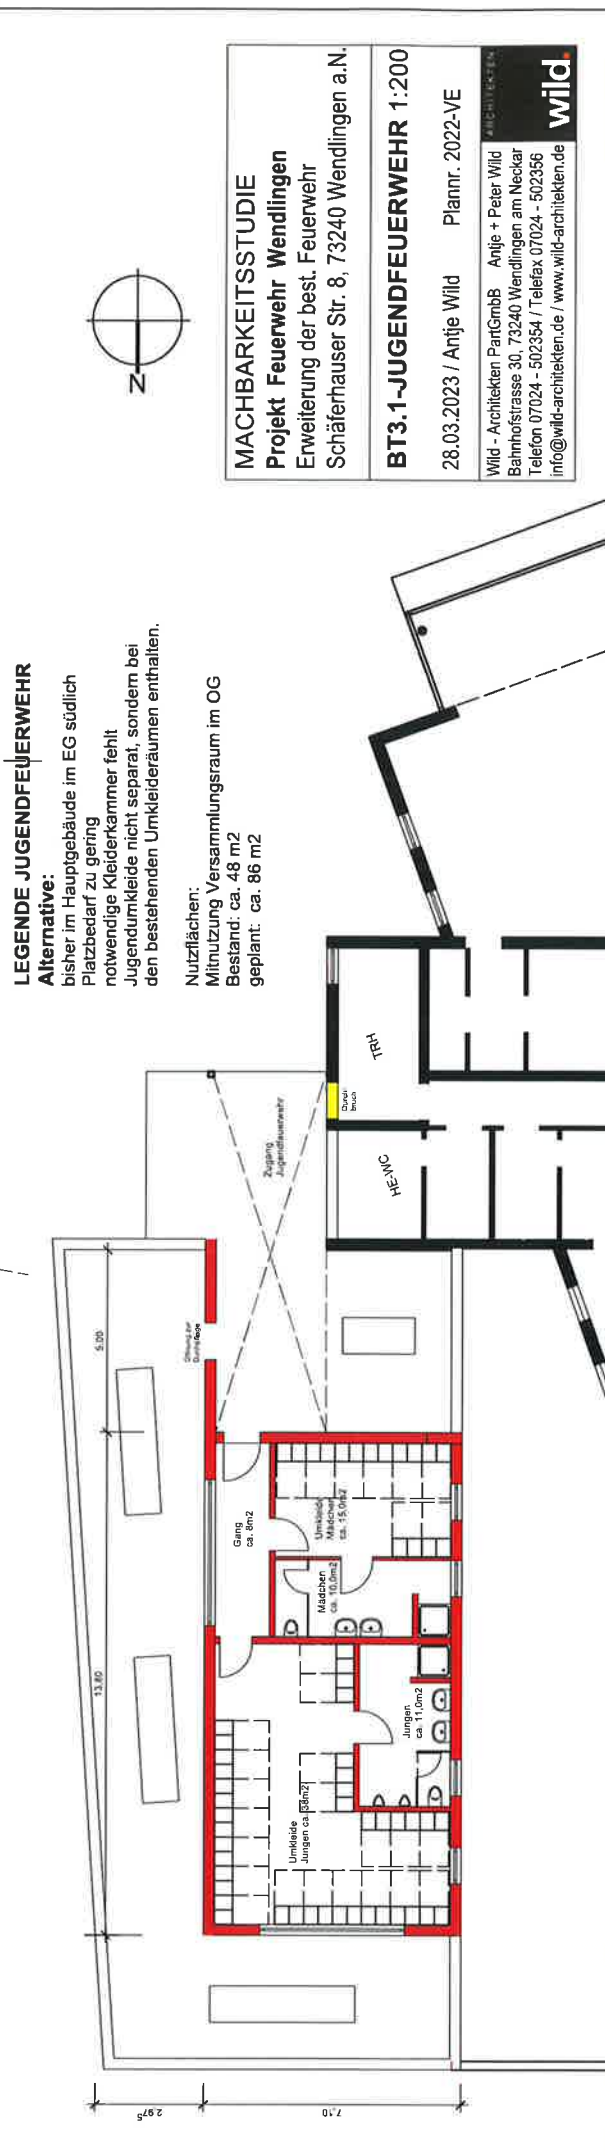 LEGENDE JUGENDFEUERWEHR
Alternative:
bisher im Hauptgebäude im EG südlich
Platzbedarf zu gering
notwendige Kleiderkammer fehlt
Jugendumkleide nicht separat, sondern bei
den bestehenden Umkleideräumen enthalten.
Nutzflächen:
Mitnutzung Versammlungsraum im OG
Bestand: ca. 48 m2
geplant: ca. 86 m2
N
MACHBARKEITSSTUDIE
Projekt Feuerwehr Wendlingen
Erweiterung der best. Feuerwehr
Schäferhauser Str. 8, 73240 Wendlingen a.N.
BT3.1-JUGENDFEUERWEHR 1:200
28.03.2023 / Antje Wild Plannr. 2022-VE
Wild - Architekten PartGmbB Antje + Peter Wild
Bahnhofstrasse 30, 73240 Wendlingen am Neckar
Telefon 07024 - 502354 / Telefax 07024 - 502356
info@wild-architekten.de / www.wild-architekten.de
ARCHITEKTEN
wild.
2,975
7,10
13,80
5,00
Umkleide
Jungen ca. 38m2
Jungen
ca. 11,0m2
Mädchen
ca. 10,0m2
Umkleide
Mädchen
ca. 15,0m2
Gang
ca. 8m2
Öffnung zur
Zugang
Jugendfeuerwehr
HE-WC
TRH
Durch-
bruch